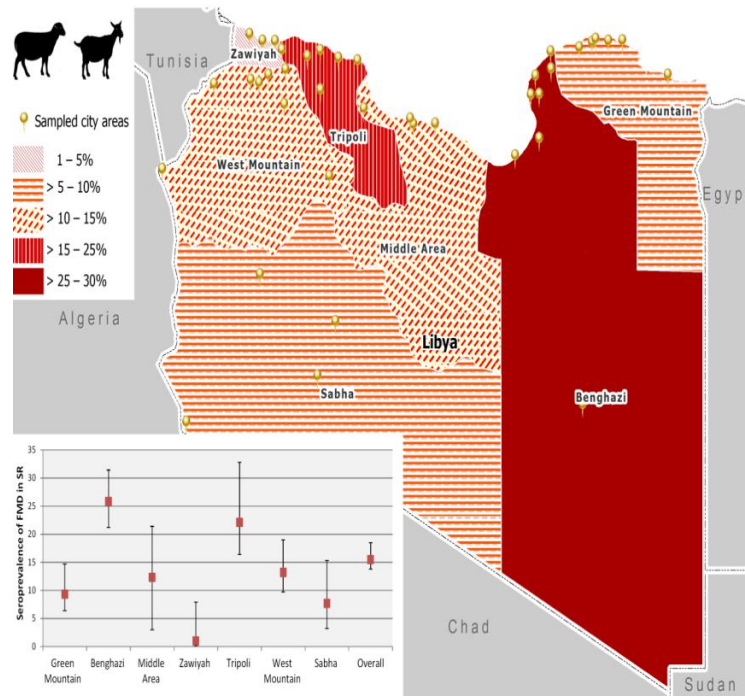 Tunisia
Zawiyah
Sampled city areas
1 – 5%
> 5 – 10%
> 10 – 15%
> 15 – 25%
> 25 – 30%
Tripoli
Green Mountain
West Mountain
Egyp
Middle Area
Algeria
Libya
Sabha
Benghazi
Chad
Sudan
Seroprevalence of FMD in SR
35
30
25
20
15
10
5
0
Green Mountain
Benghazi
Middle Area
Zawiyah
Tripoli
West Mountain
Sabha
Overall